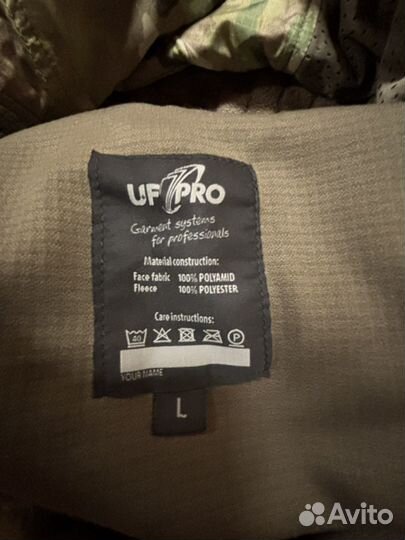 UF PRO
Garment systems
for professionals
Material construction:
Face fabric 100% POLYAMID
Fleece 100% POLYESTER
Care instructions:
40 P
YOUR NAME
L
Avito